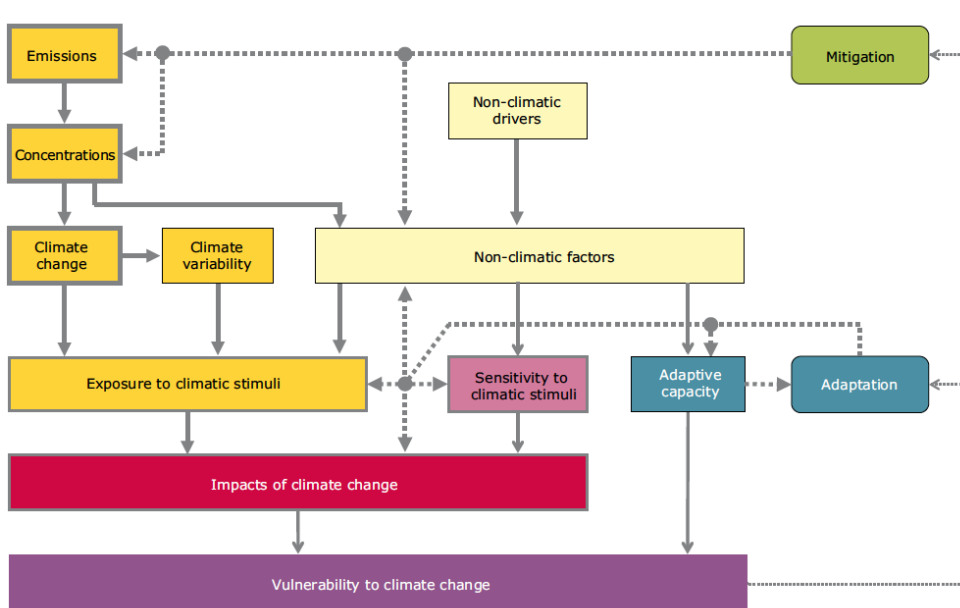 Emissions
Mitigation
Non-climatic
drivers
Concentrations
Climate
change
Climate
variability
Non-climatic factors
Exposure to climatic stimuli
Sensitivity to
climatic stimuli
Adaptive
capacity
Adaptation
Impacts of climate change
Vulnerability to climate change